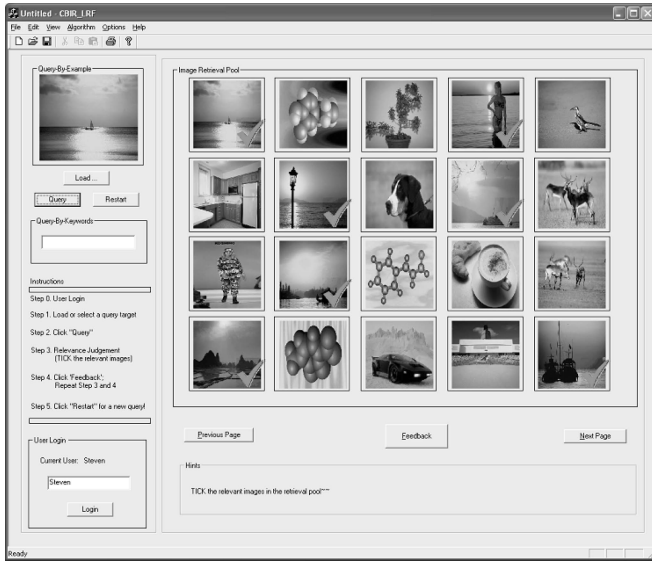 Untitled - CBIR_LRF
File Edit View Algorithm Options Help
Query-By-Example
Load ...
Query Restart
Query-By-Keywords
Instructions
Step 0. User Login
Step 1. Load or select a query target
Step 2. Click "Query"
Step 3. Relevance Judgement
(TICK the relevant images)
Step 4. Click 'Feedback';
Repeat Step 3 and 4
Step 5. Click "Restart" for a new query!
User Login
Current User: Steven
Steven
Login
Image Retrieval Pool
Previous Page Feedback Next Page
Hints
TICK the relevant images in the retrieval pool~~
Ready